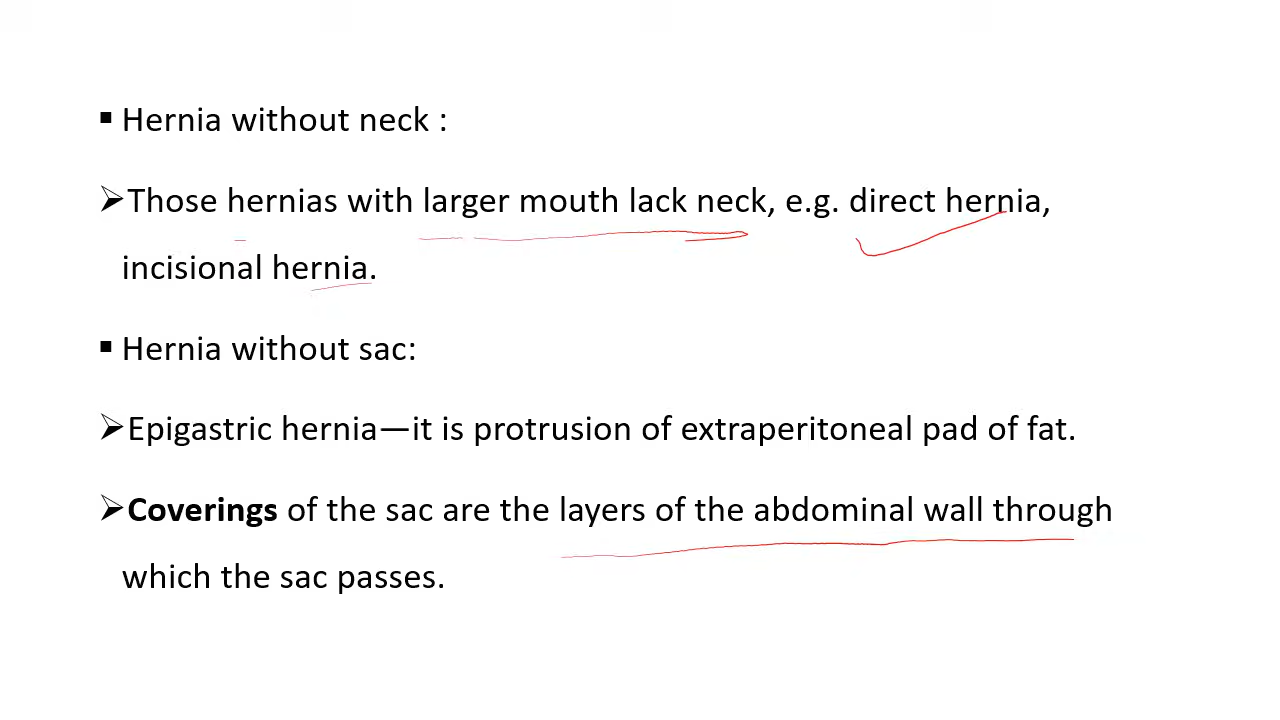 ▪ Hernia without neck :
➢Those hernias with larger mouth lack neck, e.g. direct hernia,
incisional hernia.
▪ Hernia without sac:
➢Epigastric hernia—it is protrusion of extraperitoneal pad of fat.
➢Coverings of the sac are the layers of the abdominal wall through
which the sac passes.